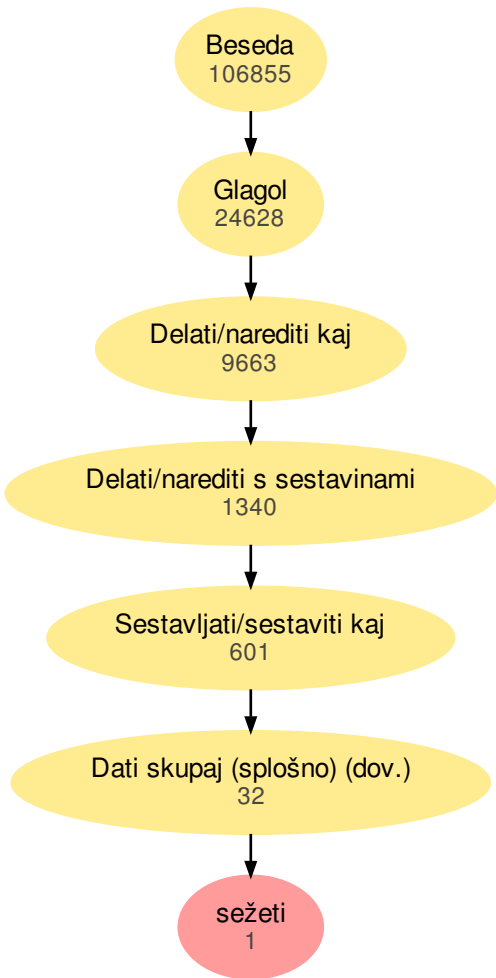 Beseda
106855
Glagol
24628
Delati/narediti kaj
9663
Delati/narediti s sestavinami
1340
Sestavljati/sestaviti kaj
601
Dati skupaj (splošno) (dov.)
32
sežeti
1